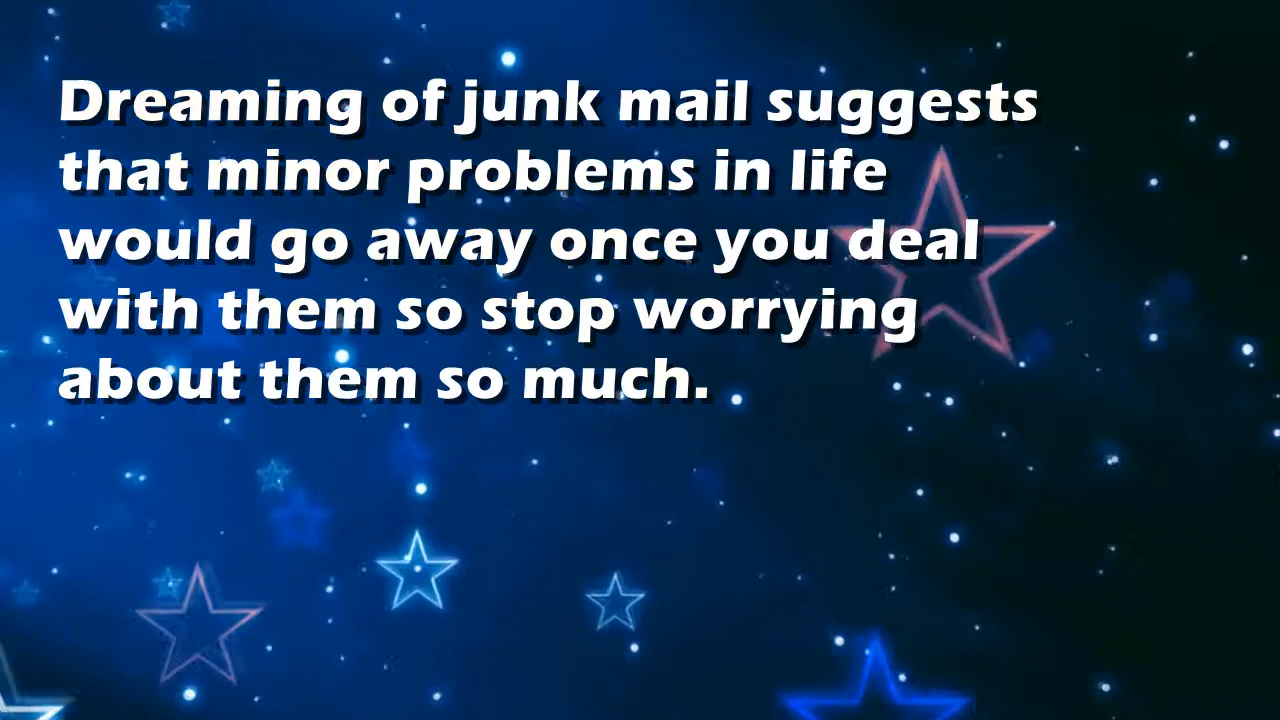 Dreaming of junk mail suggests
that minor problems in life
would go away once you deal
with them so stop worrying
about them so much.